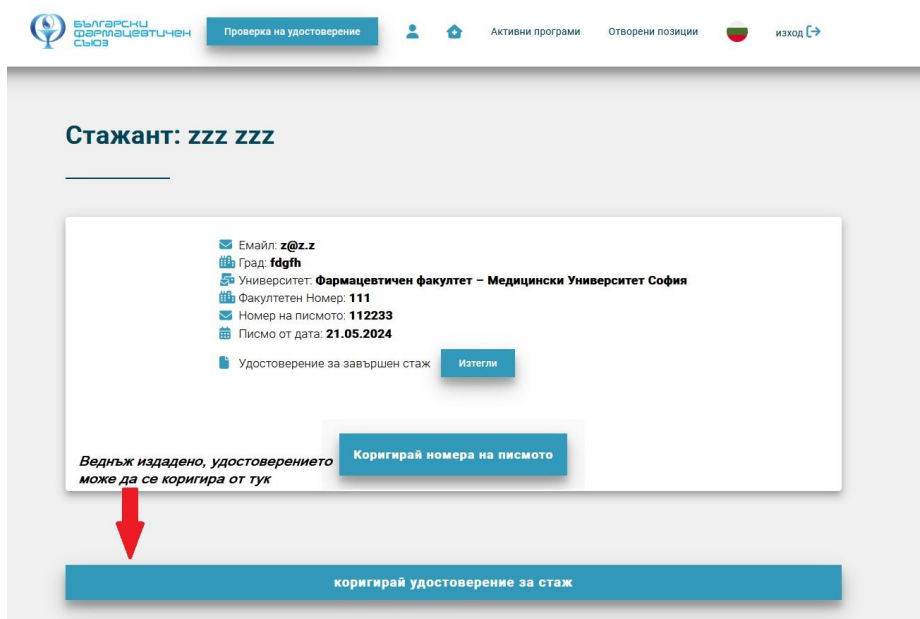 БЪЛГАРСКИ
ФАРМАЦЕВТИЧЕН
СЪЮЗ
Проверка на удостоверение
Активни програми
Отворени позиции
изход
Стажант: zzz zzz
Емайл: z@z.z
Град: fdgfh
Университет: Фармацевтичен факултет – Медицински Университет София
Факултетен Номер: 111
Номер на писмото: 112233
Писмо от дата: 21.05.2024
Удостоверение за завършен стаж
Изтегли
Коригирай номера на писмото
Веднъж издадено, удостоверението
може да се коригира от тук
коригирай удостоверение за стаж